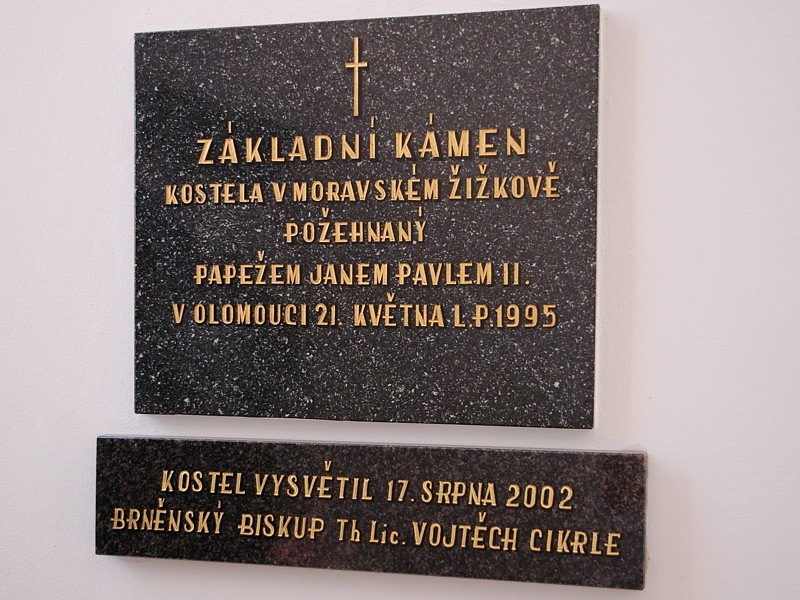 ZÁKLADNÍ KÁMEN
KOSTELA V MORAVSKÉM ŽIŽKOVĚ
POŽEHNANÝ
PAPEŽEM JANEM PAVLEM II.
V OLOMOUCI 21. KVĚTNA L.P.1995
KOSTEL VYSVĚTIL 17. SRPNA 2002
BRNĚNSKÝ BISKUP Th Lic. VOJTĚCH CIKRLE